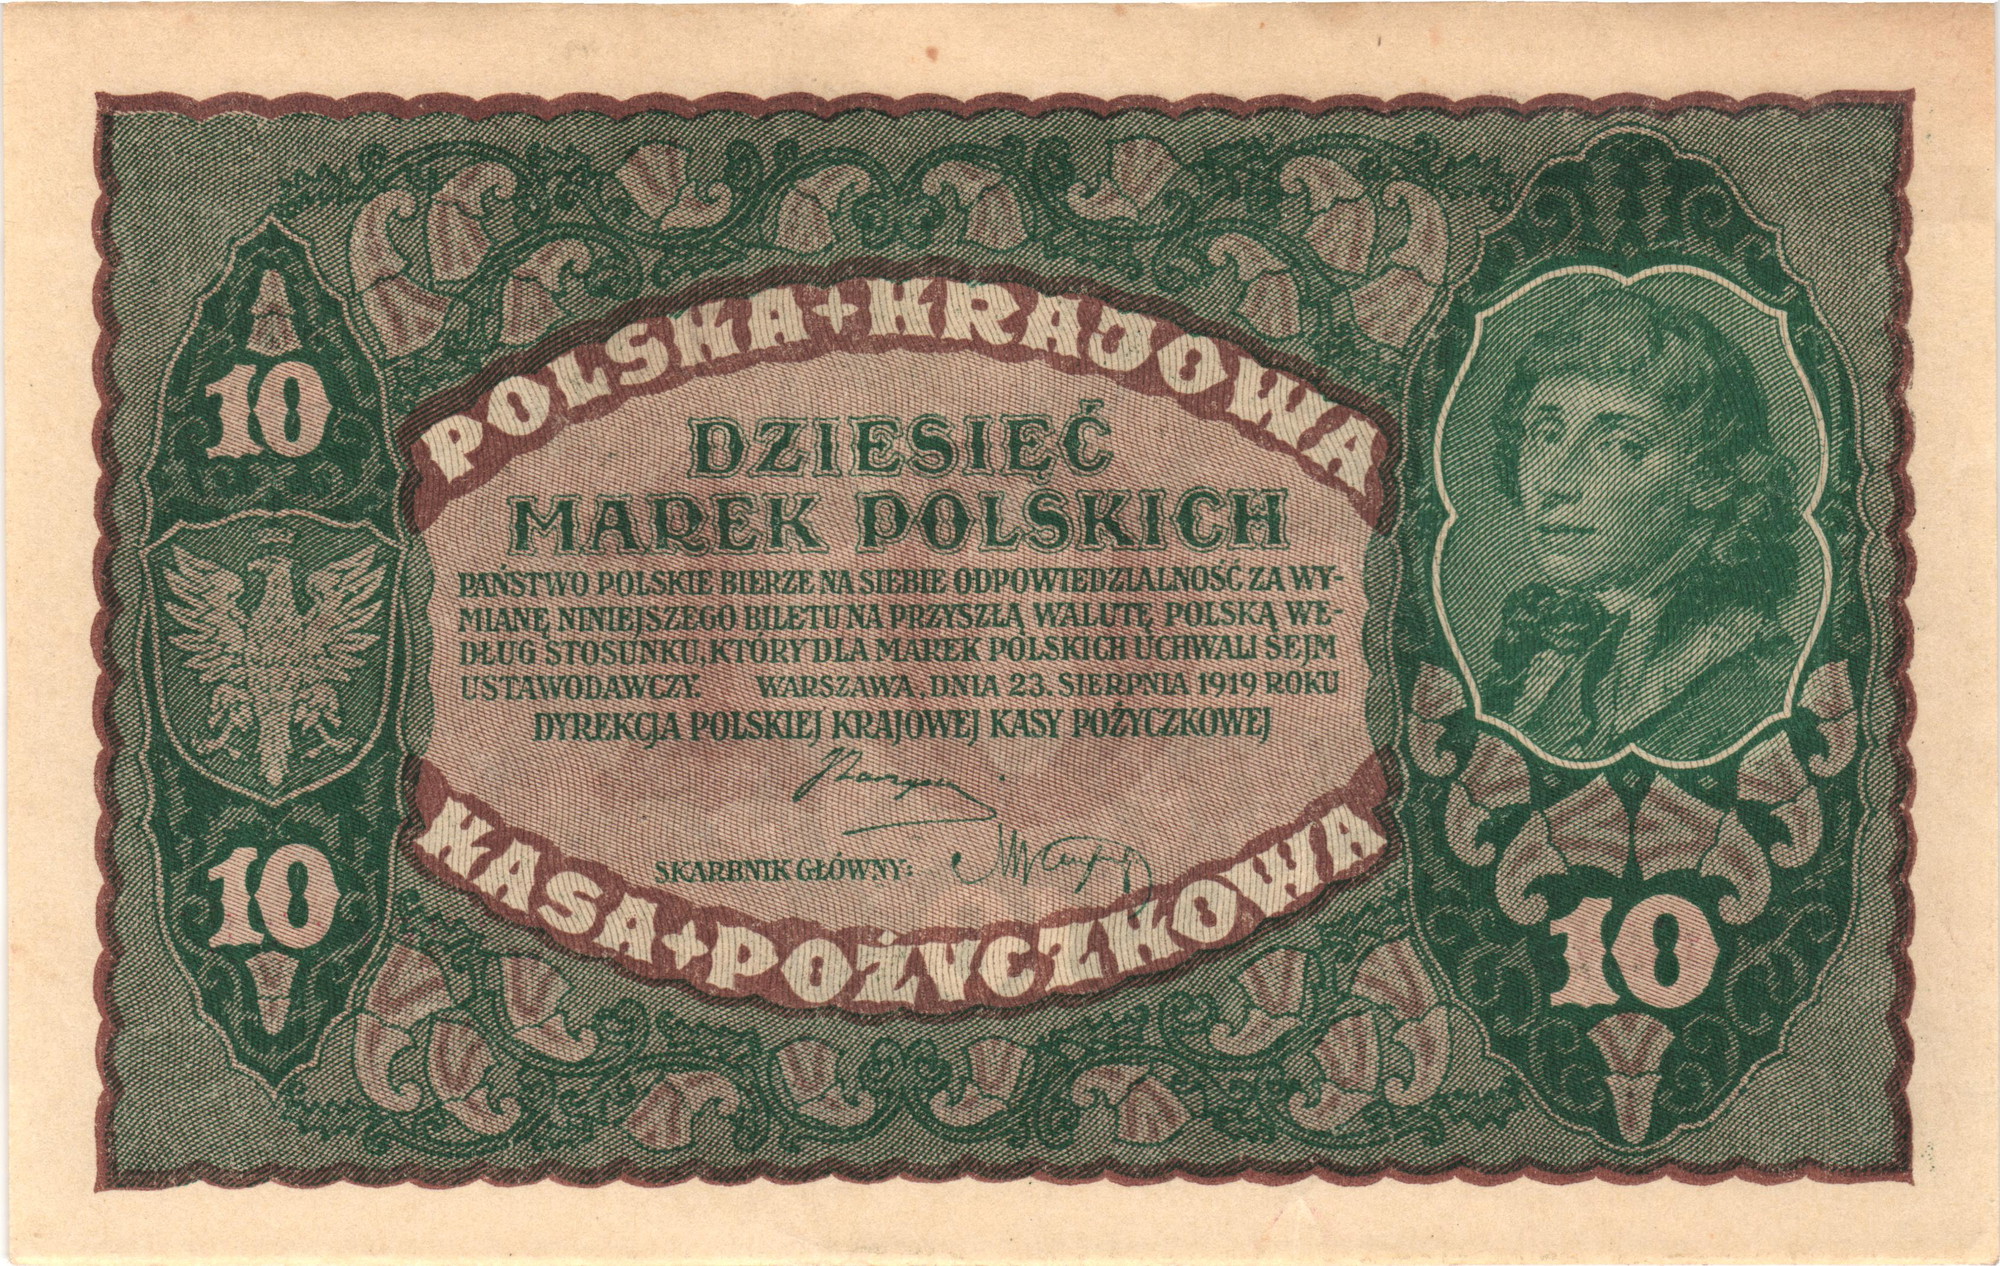 POLSKA KRAJOWA
10
DZIESIĘĆ
MAREK POLSKICH
PAŃSTWO POLSKIE BIERZE NA SIEBIE ODPOWIEDZIALNOŚĆ ZA WY-
MIANĘ NINIEJSZEGO BILETU NA PRZYSZŁĄ WALUTĘ POLSKĄ WE-
DŁUG STOSUNKU, KTÓRY DLA MAREK POLSKICH UCHWALI SEJM
USTAWODAWCZY. WARSZAWA, DNIA 23. SIERPNIA 1919 ROKU
DYREKCJA POLSKIEJ KRAJOWEJ KASY POŻYCZKOWEJ
SKARBNIK GŁÓWNY:
10
KASA POŻYCZKOWA
10